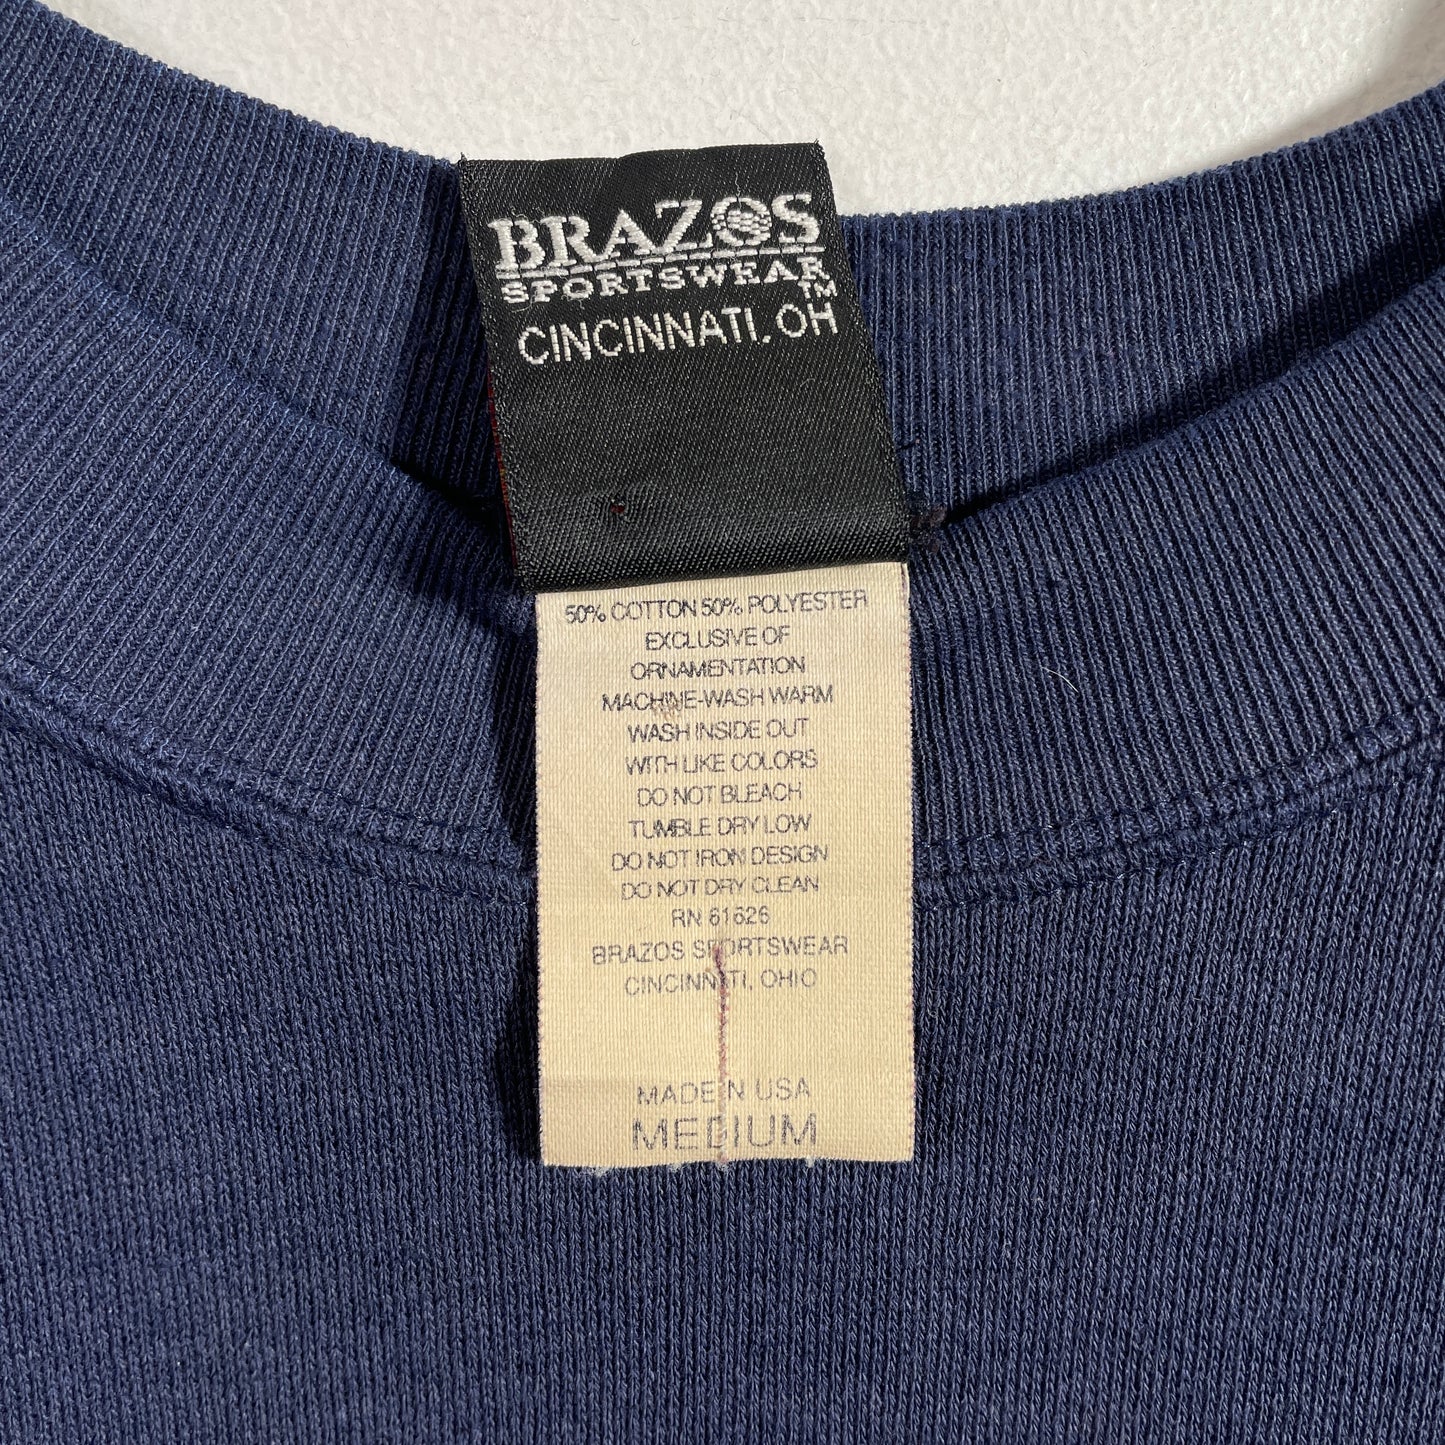 BRAZOS
SPORTSWEAR™
CINCINNATI, OH
50% COTTON 50% POLYESTER
EXCLUSIVE OF
ORNAMENTATION
MACHINE-WASH WARM
WASH INSIDE OUT
WITH LIKE COLORS
DO NOT BLEACH
TUMBLE DRY LOW
DO NOT IRON DESIGN
DO NOT DRY CLEAN
RN 61626
BRAZOS SPORTSWEAR
CINCINNATI, OHIO
MADE IN USA
MEDIUM